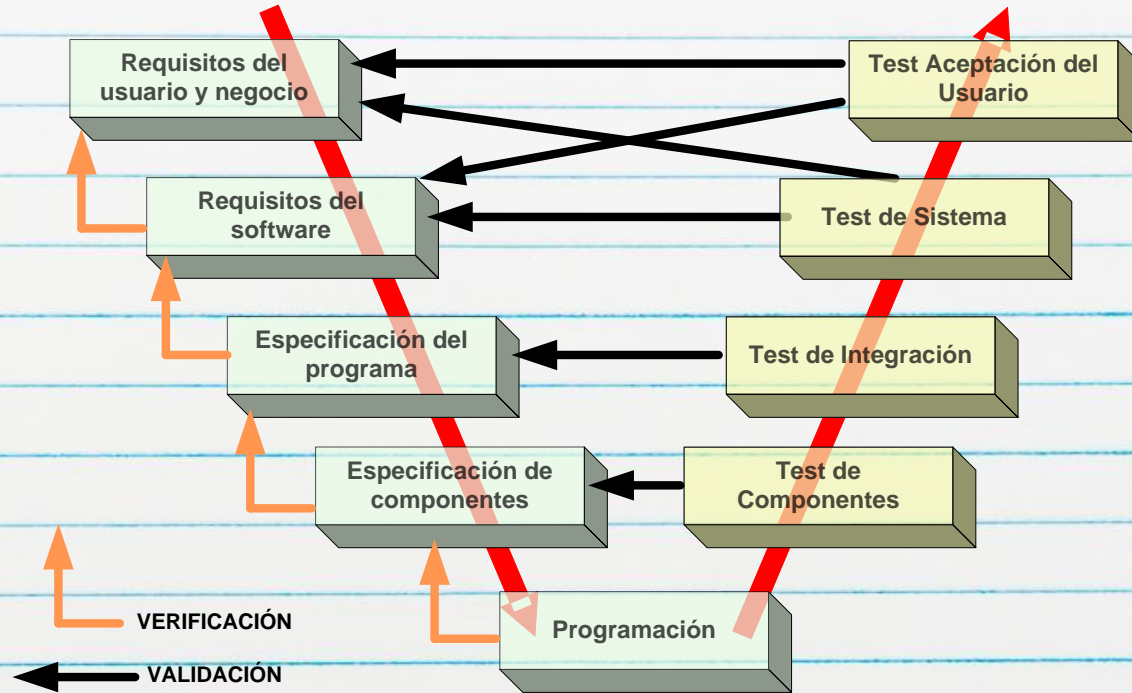 Requisitos del
usuario y negocio
Test Aceptación del
Usuario
Requisitos del
software
Test de Sistema
Especificación del
programa
Test de Integración
Especificación de
componentes
Test de
Componentes
Programación
VERIFICACIÓN
VALIDACIÓN